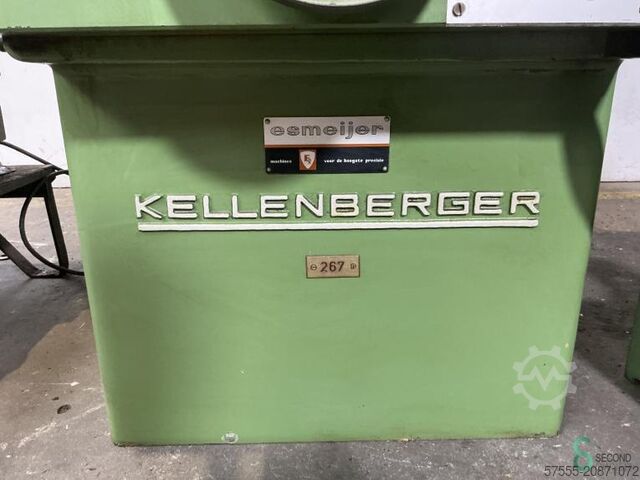 esmeijer
machines E voor de hoogste precisie
KELLENBERGER
267
SECOND
57555-20871072